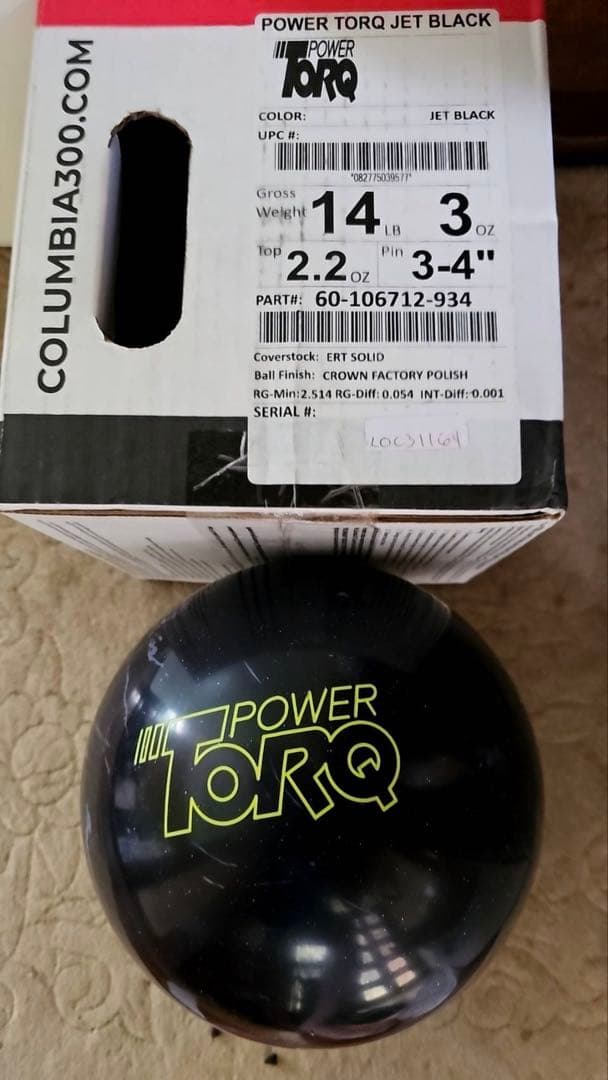 COLUMBIA300.COM
POWER TORQ JET BLACK
POWER
TORQ
COLOR: JET BLACK
UPC #:
*082775039577*
Gross Weight 14 LB 3 OZ
Top 2.2 OZ Pin 3-4"
PART#: 60-106712-934
Coverstock: ERT SOLID
Ball Finish: CROWN FACTORY POLISH
RG-Min:2.514 RG-Diff:0.054 INT-Diff:0.001
SERIAL #:
LOC31164
POWER
TORQ